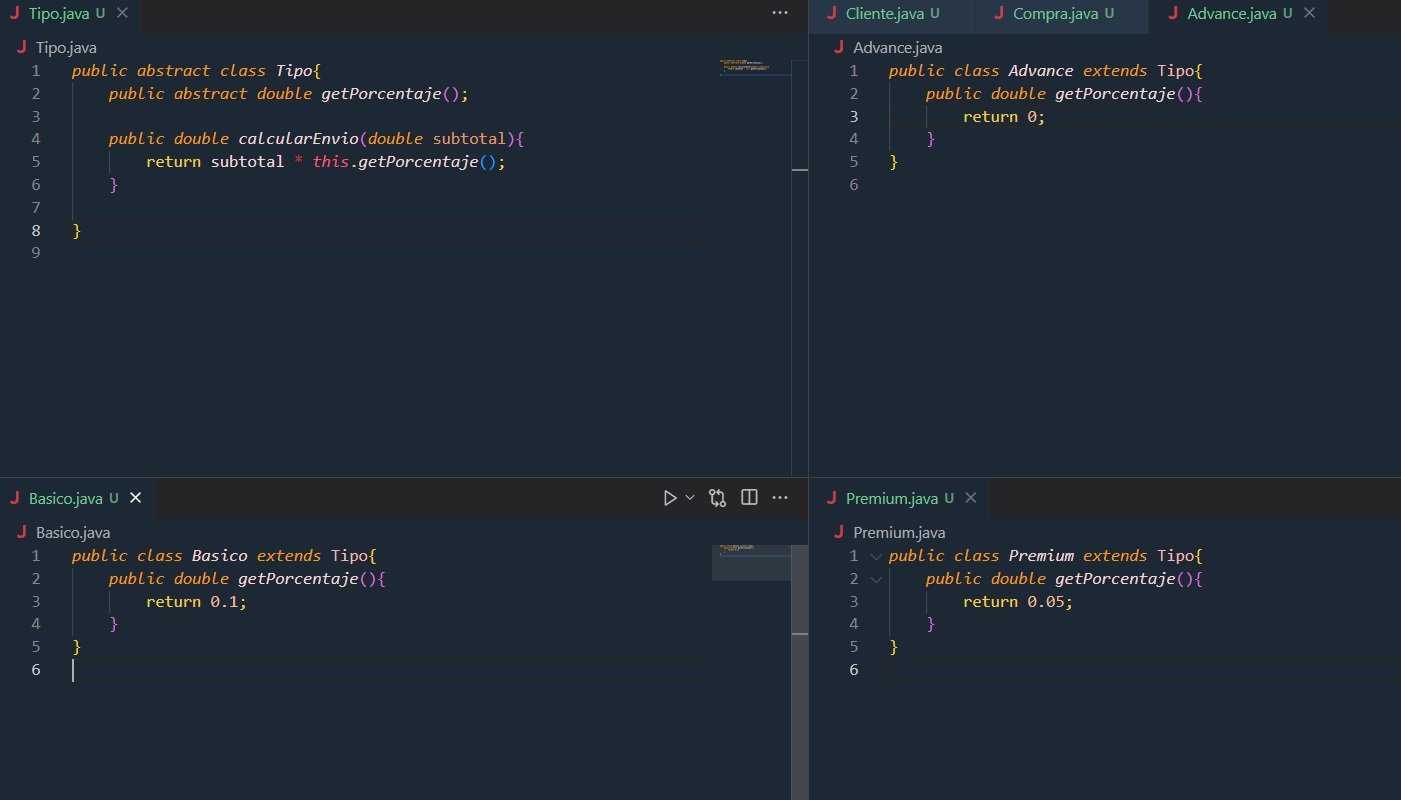 Tipo.java U
Tipo.java
1 public abstract class Tipo{
2     public abstract double getPorcentaje();
3
4     public double calcularEnvio(double subtotal){
5         return subtotal * this.getPorcentaje();
6     }
7
8 }
9
Cliente.java U Compra.java U Advance.java U
Advance.java
1 public class Advance extends Tipo{
2     public double getPorcentaje(){
3         return 0;
4     }
5 }
6
Basico.java U
Basico.java
1 public class Basico extends Tipo{
2     public double getPorcentaje(){
3         return 0.1;
4     }
5 }
6
Premium.java U
Premium.java
1 public class Premium extends Tipo{
2     public double getPorcentaje(){
3         return 0.05;
4     }
5 }
6